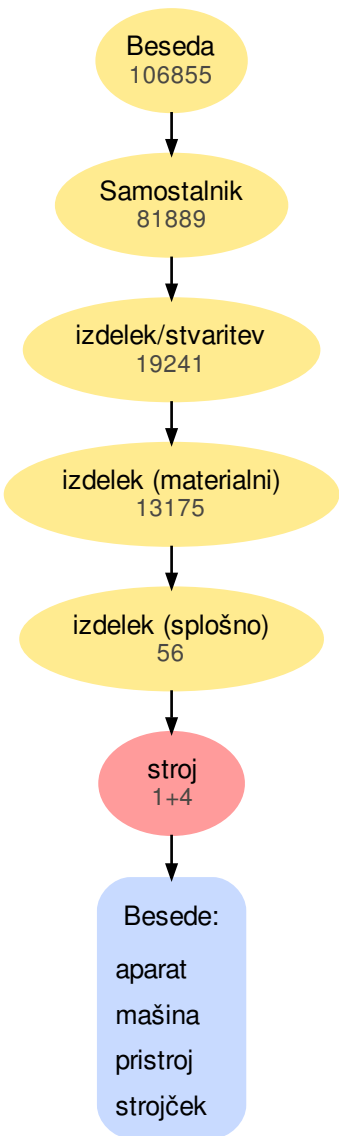 Beseda
106855
Samostalnik
81889
izdelek/stvaritev
19241
izdelek (materialni)
13175
izdelek (splošno)
56
stroj
1+4
Besede:
aparat
mašina
pristroj
strojček